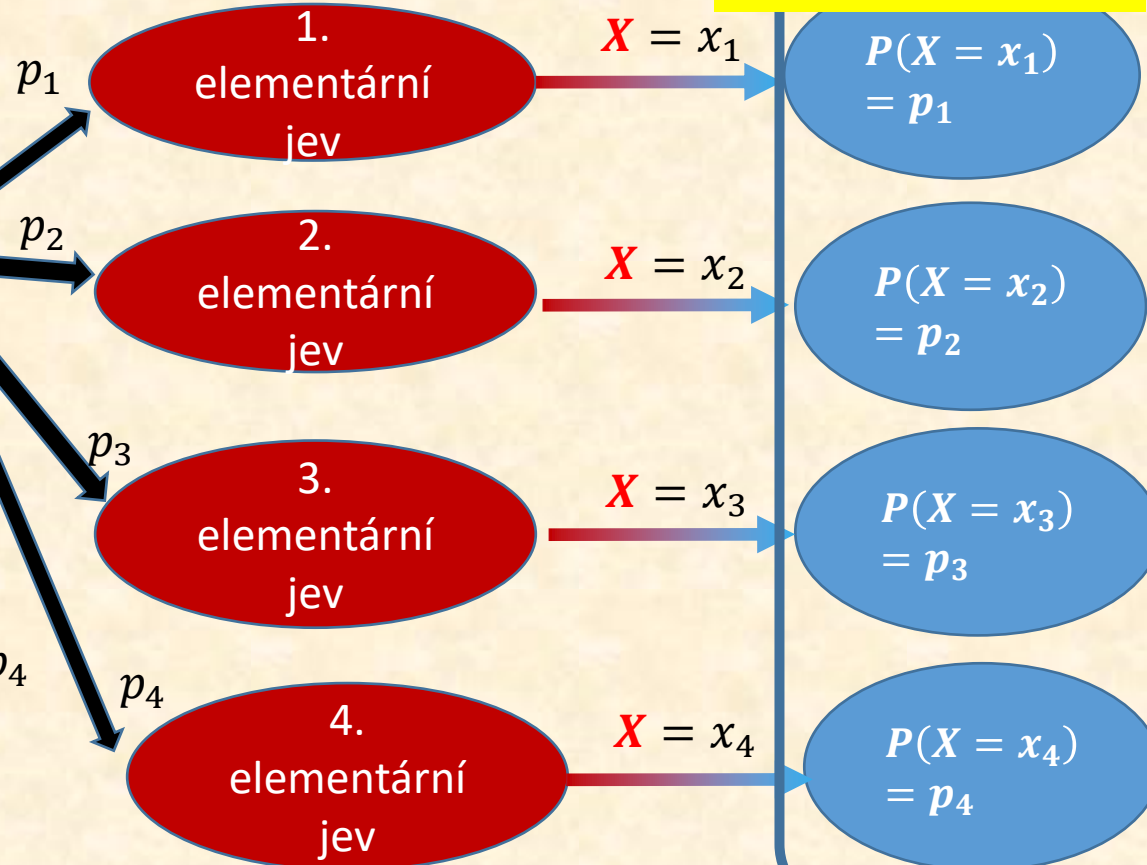 p₁
1.
elementární
jev
X = x₁
P(X = x₁)
= p₁
p₂
2.
elementární
jev
X = x₂
P(X = x₂)
= p₂
p₃
3.
elementární
jev
X = x₃
P(X = x₃)
= p₃
p₄
p₄
4.
elementární
jev
X = x₄
P(X = x₄)
= p₄